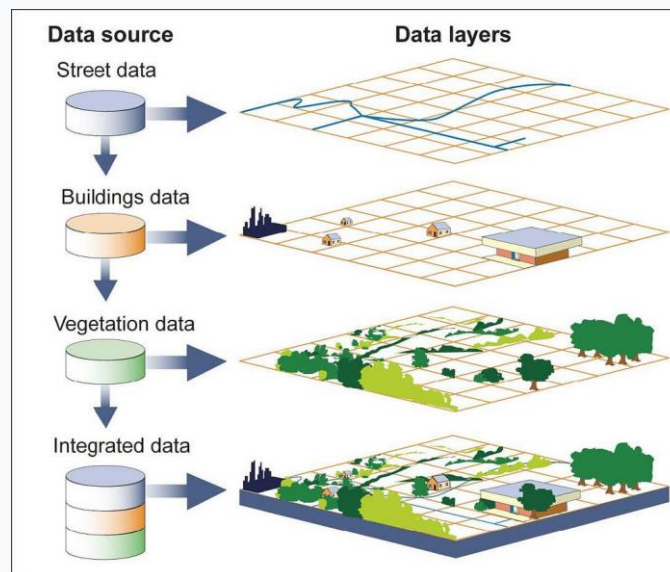 Data source
Data layers
Street data
Buildings data
Vegetation data
Integrated data